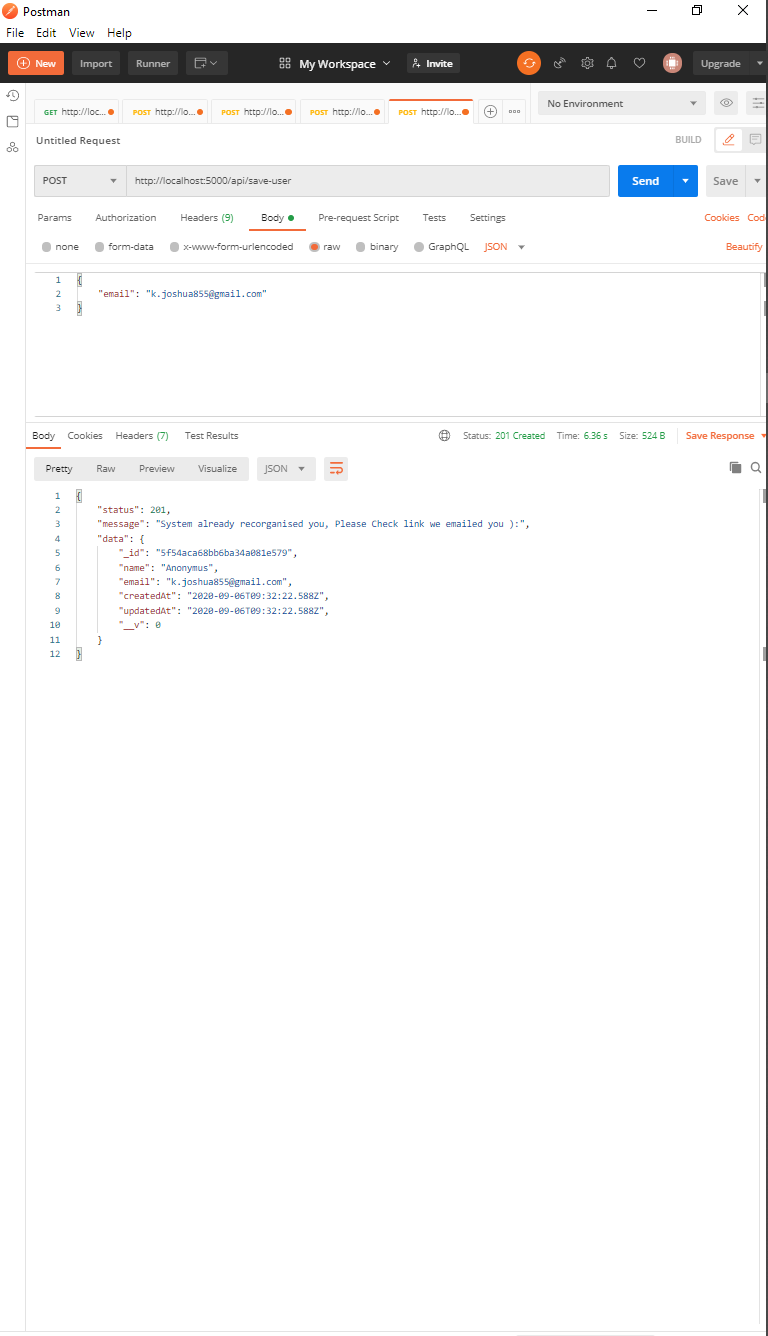 Postman
File Edit View Help
New Import Runner My Workspace Invite Upgrade
GET http://loc... POST http://lo... POST http://lo... POST http://lo... POST http://lo... No Environment
Untitled Request BUILD
POST http://localhost:5000/api/save-user Send Save
Params Authorization Headers (9) Body Pre-request Script Tests Settings Cookies Cod
none form-data x-www-form-urlencoded raw binary GraphQL JSON Beautify
1 {
2 "email": "k.joshua855@gmail.com"
3 }
Body Cookies Headers (7) Test Results Status: 201 Created Time: 6.36 s Size: 524 B Save Response
Pretty Raw Preview Visualize JSON
1 {
2 "status": 201,
3 "message": "System already recorganised you, Please Check link we emailed you ):",
4 "data": {
5 "_id": "5f54aca68bb6ba34a081e579",
6 "name": "Anonymus",
7 "email": "k.joshua855@gmail.com",
8 "createdAt": "2020-09-06T09:32:22.588Z",
9 "updatedAt": "2020-09-06T09:32:22.588Z",
10 "__v": 0
11 }
12 }